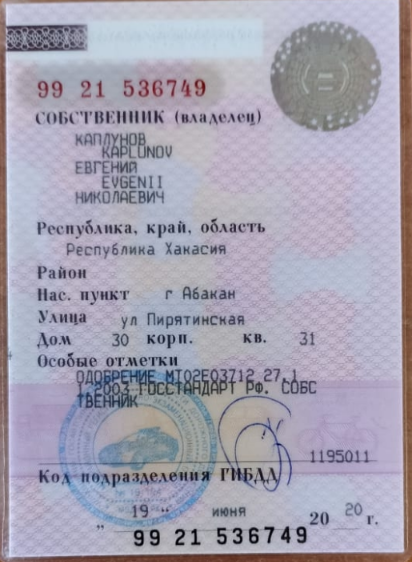 99 21 536749
СОБСТВЕННИК (владелец)
КАПЛУНОВ
KAPLUNOV
ЕВГЕНИЙ
EVGENII
НИКОЛАЕВИЧ
Республика, край, область
Республика Хакасия
Район
Нас. пункт г Абакан
Улица ул Пирятинская
Дом 30 корп. кв. 31
Особые отметки
ОДОБРЕНИЕ МТ02Е03712 27.1
.2003 ГОССТАНДАРТ РФ. СОБС
ТВЕННИК
1195011
Код подразделения ГИБДД
" 19 " июня 20 20 г.
99 21 536749